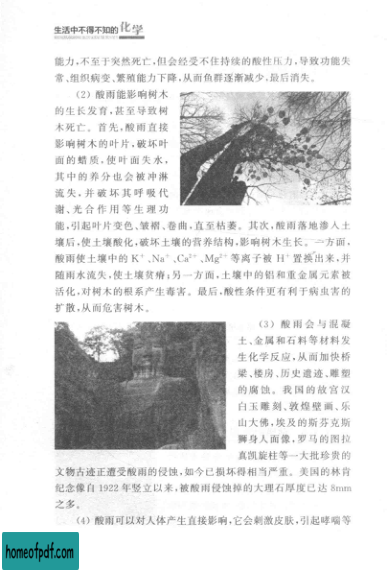 生活中不得不知的化学
能力,不至于突然死亡,但会经受不住持续的酸性压力,导致功能失
常、组织病变、繁殖能力下降,从而鱼群逐渐减少,最后消失。
(2) 酸雨能影响树木
的生长发育,甚至导致树
木死亡。首先,酸雨直接
影响树木的叶片,破坏叶
面的蜡质,使叶面失水,
其中的养分也会被冲淋
流失,并破坏其呼吸代
谢、光合作用等生理功
能,引起叶片变色、皱褶、卷曲,直至枯萎。其次,酸雨落地渗入土
壤后,使土壤酸化,破坏土壤的营养结构,影响树木生长。一方面,
酸雨使土壤中的 K⁺、Na⁺、Ca²⁺、Mg²⁺ 等离子被 H⁺ 置换出来,并
随雨水流失,使土壤贫瘠;另一方面,土壤中的铝和重金属元素被
活化,对树木的根系产生毒害。最后,酸性条件更有利于病虫害的
扩散,从而危害树木。
(3) 酸雨会与混凝
土、金属和石料等材料发
生化学反应,从而加快桥
梁、楼房、历史遗迹、雕塑
的腐蚀。我国的故宫汉
白玉雕刻、敦煌壁画、乐
山大佛,埃及的斯芬克斯
狮身人面像,罗马的图拉
真凯旋柱等一大批珍贵的
文物古迹正遭受酸雨的侵蚀,如今已损坏得相当严重。美国的林肯
纪念像自 1922 年竖立以来,被酸雨侵蚀掉的大理石厚度已达 8mm
之多。
(4) 酸雨可以对人体产生直接影响,它会刺激皮肤,引起哮喘等
homeofpdf.com